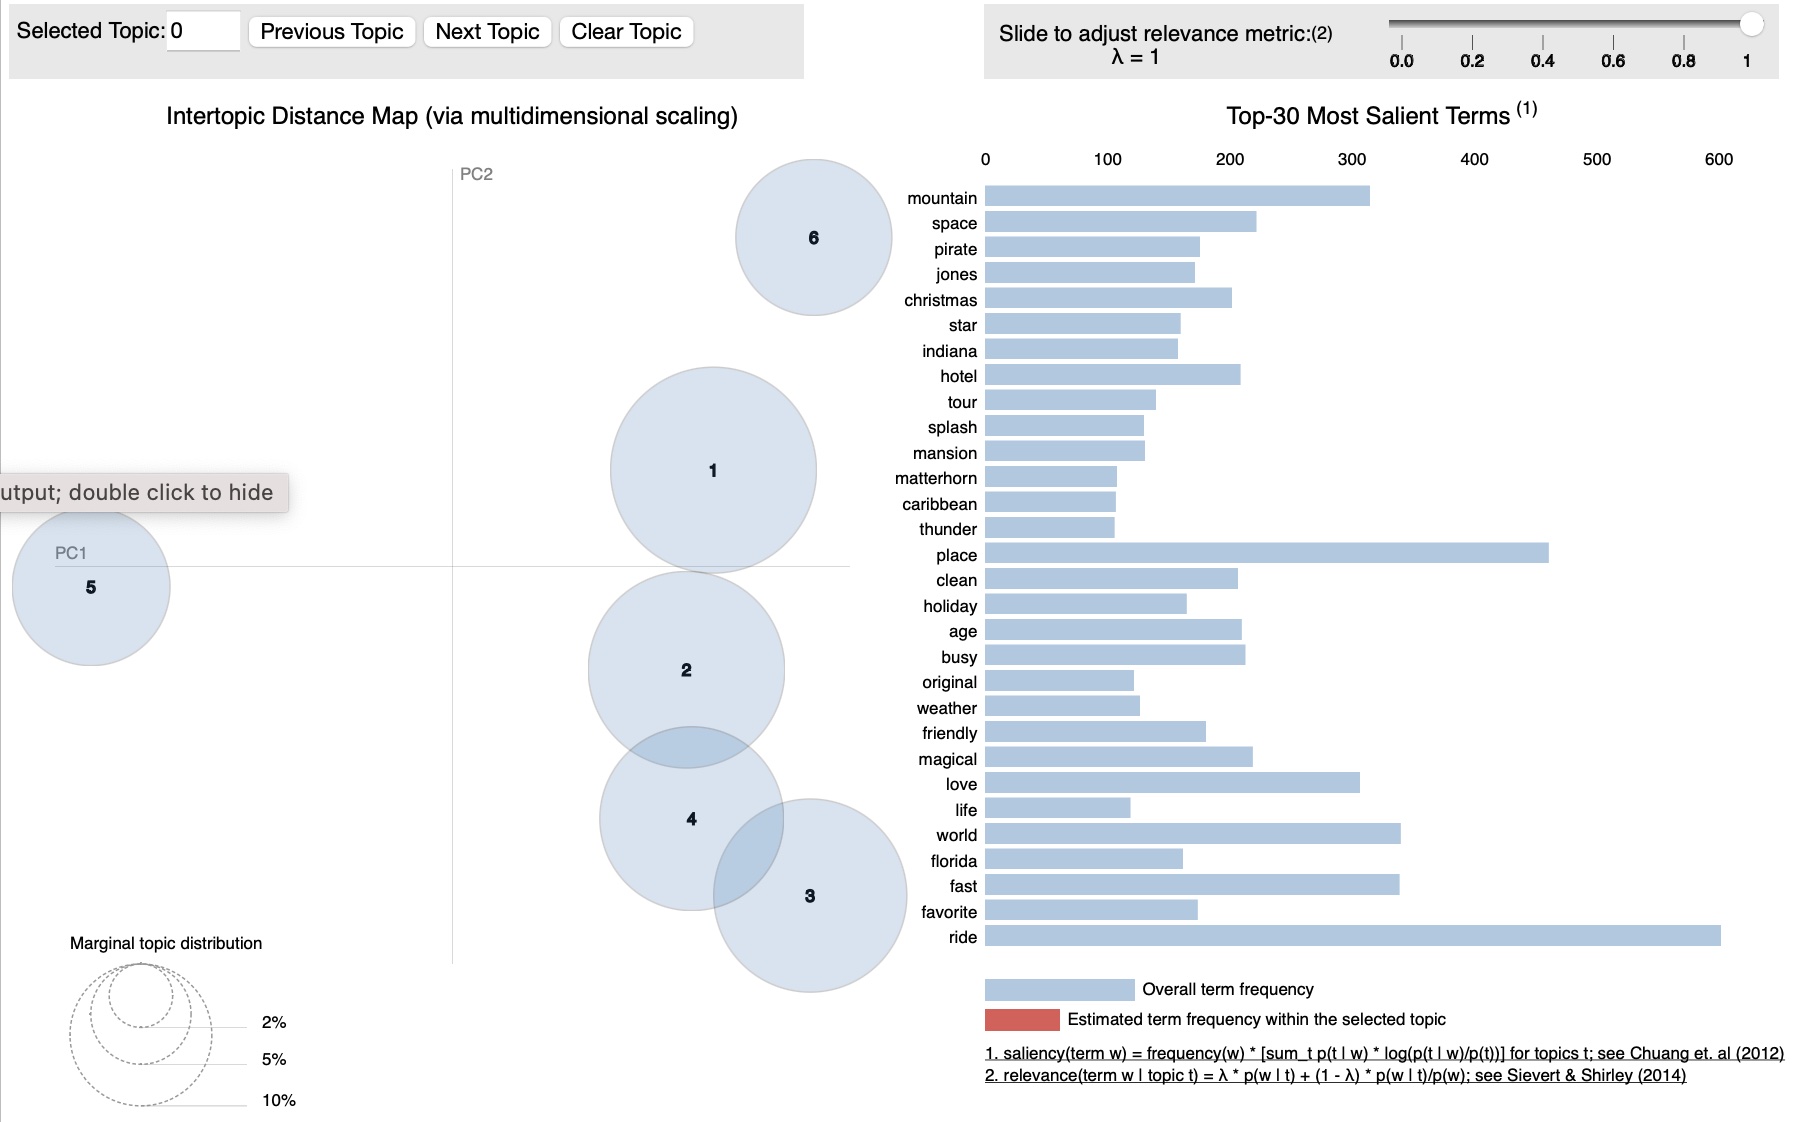 Selected Topic: 0 Previous Topic Next Topic Clear Topic
Slide to adjust relevance metric:(2)
λ = 1
0.0 0.2 0.4 0.6 0.8 1
Intertopic Distance Map (via multidimensional scaling)
PC2
6
1
utput; double click to hide
PC1
5
2
4
3
Marginal topic distribution
2%
5%
10%
Top-30 Most Salient Terms (1)
0 100 200 300 400 500 600
mountain
space
pirate
jones
christmas
star
indiana
hotel
tour
splash
mansion
matterhorn
caribbean
thunder
place
clean
holiday
age
busy
original
weather
friendly
magical
love
life
world
florida
fast
favorite
ride
Overall term frequency
Estimated term frequency within the selected topic
1. saliency(term w) = frequency(w) * [sum_t p(t | w) * log(p(t | w)/p(t))] for topics t; see Chuang et. al (2012)
2. relevance(term w | topic t) = λ * p(w | t) + (1 - λ) * p(w | t)/p(w); see Sievert & Shirley (2014)